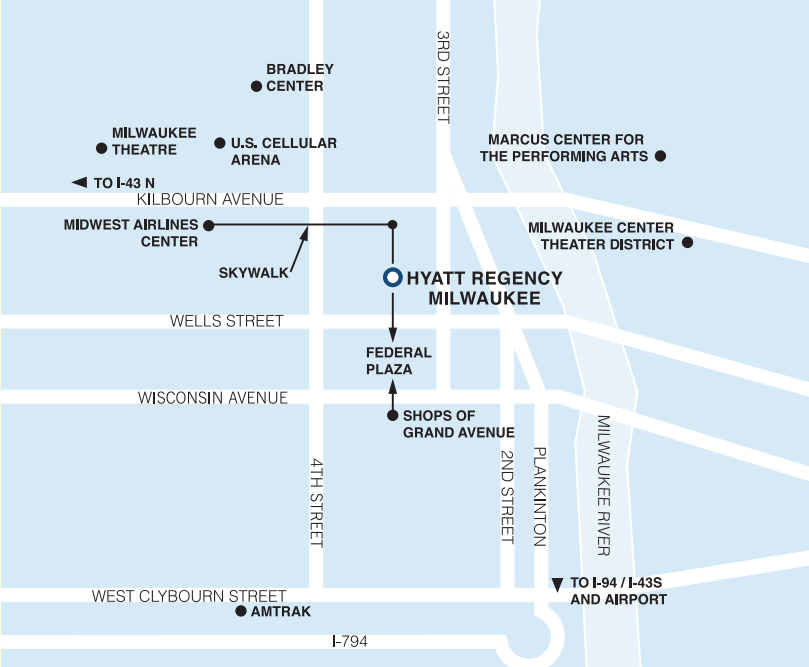 3RD STREET
BRADLEY
CENTER
MILWAUKEE
THEATRE
U.S. CELLULAR
ARENA
MARCUS CENTER FOR
THE PERFORMING ARTS
TO I-43 N
KILBOURN AVENUE
MIDWEST AIRLINES
CENTER
MILWAUKEE CENTER
THEATER DISTRICT
SKYWALK
HYATT REGENCY
MILWAUKEE
WELLS STREET
FEDERAL
PLAZA
WISCONSIN AVENUE
SHOPS OF
GRAND AVENUE
4TH STREET
2ND STREET
PLANKINTON
MILWAUKEE RIVER
TO I-94 / I-43S
AND AIRPORT
WEST CLYBOURN STREET
AMTRAK
I-794